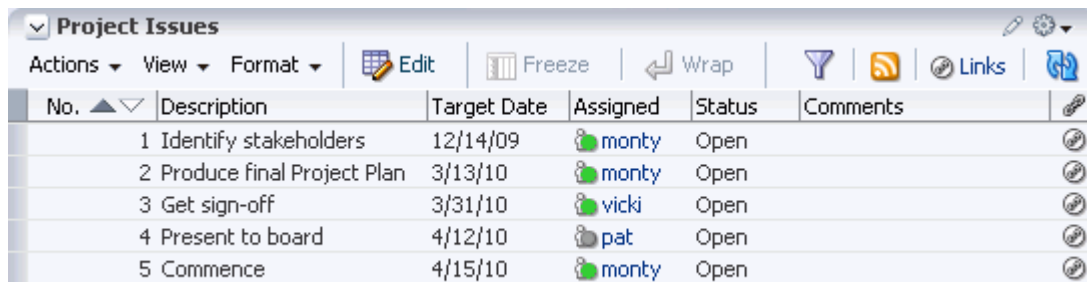 Project Issues
Actions View Format Edit Freeze Wrap Links
No. Description Target Date Assigned Status Comments
1 Identify stakeholders 12/14/09 monty Open
2 Produce final Project Plan 3/13/10 monty Open
3 Get sign-off 3/31/10 vicki Open
4 Present to board 4/12/10 pat Open
5 Commence 4/15/10 monty Open